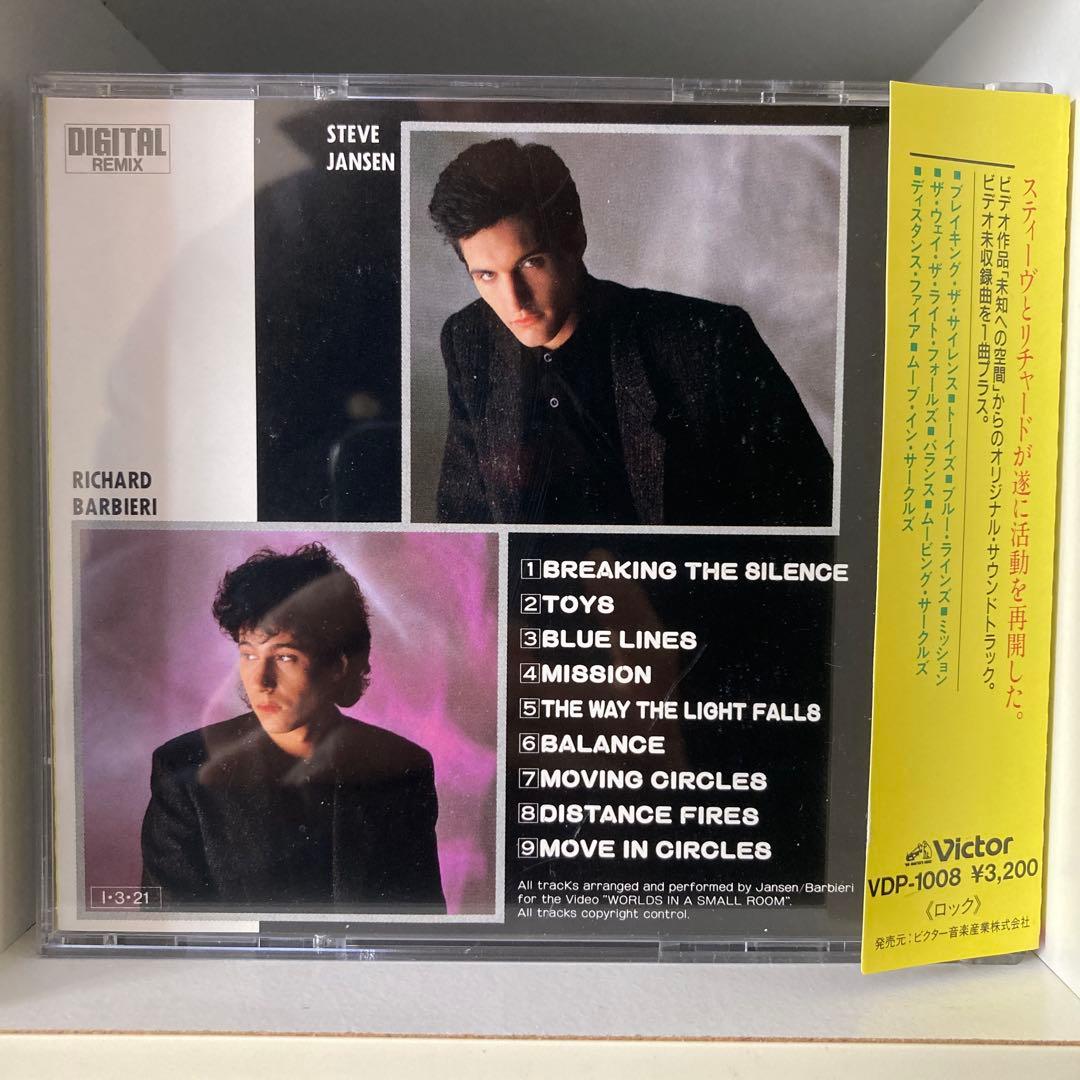 DIGITAL
REMIX
STEVE
JANSEN
RICHARD
BARBIERI
1 BREAKING THE SILENCE
2 TOYS
3 BLUE LINES
4 MISSION
5 THE WAY THE LIGHT FALLS
6 BALANCE
7 MOVING CIRCLES
8 DISTANCE FIRES
9 MOVE IN CIRCLES
All tracks arranged and performed by Jansen/Barbieri
for the Video "WORLDS IN A SMALL ROOM".
All tracks copyright control.
I·3·21
スティーヴとリチャードが遂に活動を再開した。
ビデオ作品「未知への空間」からのオリジナル・サウンドトラック。
ビデオ未収録曲を1曲プラス。
■ブレイキング・ザ・サイレンス■トーイズ■ブルー・ラインズ■ミッション
■ザ・ウェイ・ザ・ライト・フォールズ■バランス■ムービング・サークルズ
■ディスタンス・ファイア■ムーブ・イン・サークルズ
Victor
VDP-1008 ¥3,200
《ロック》
発売元：ビクター音楽産業株式会社